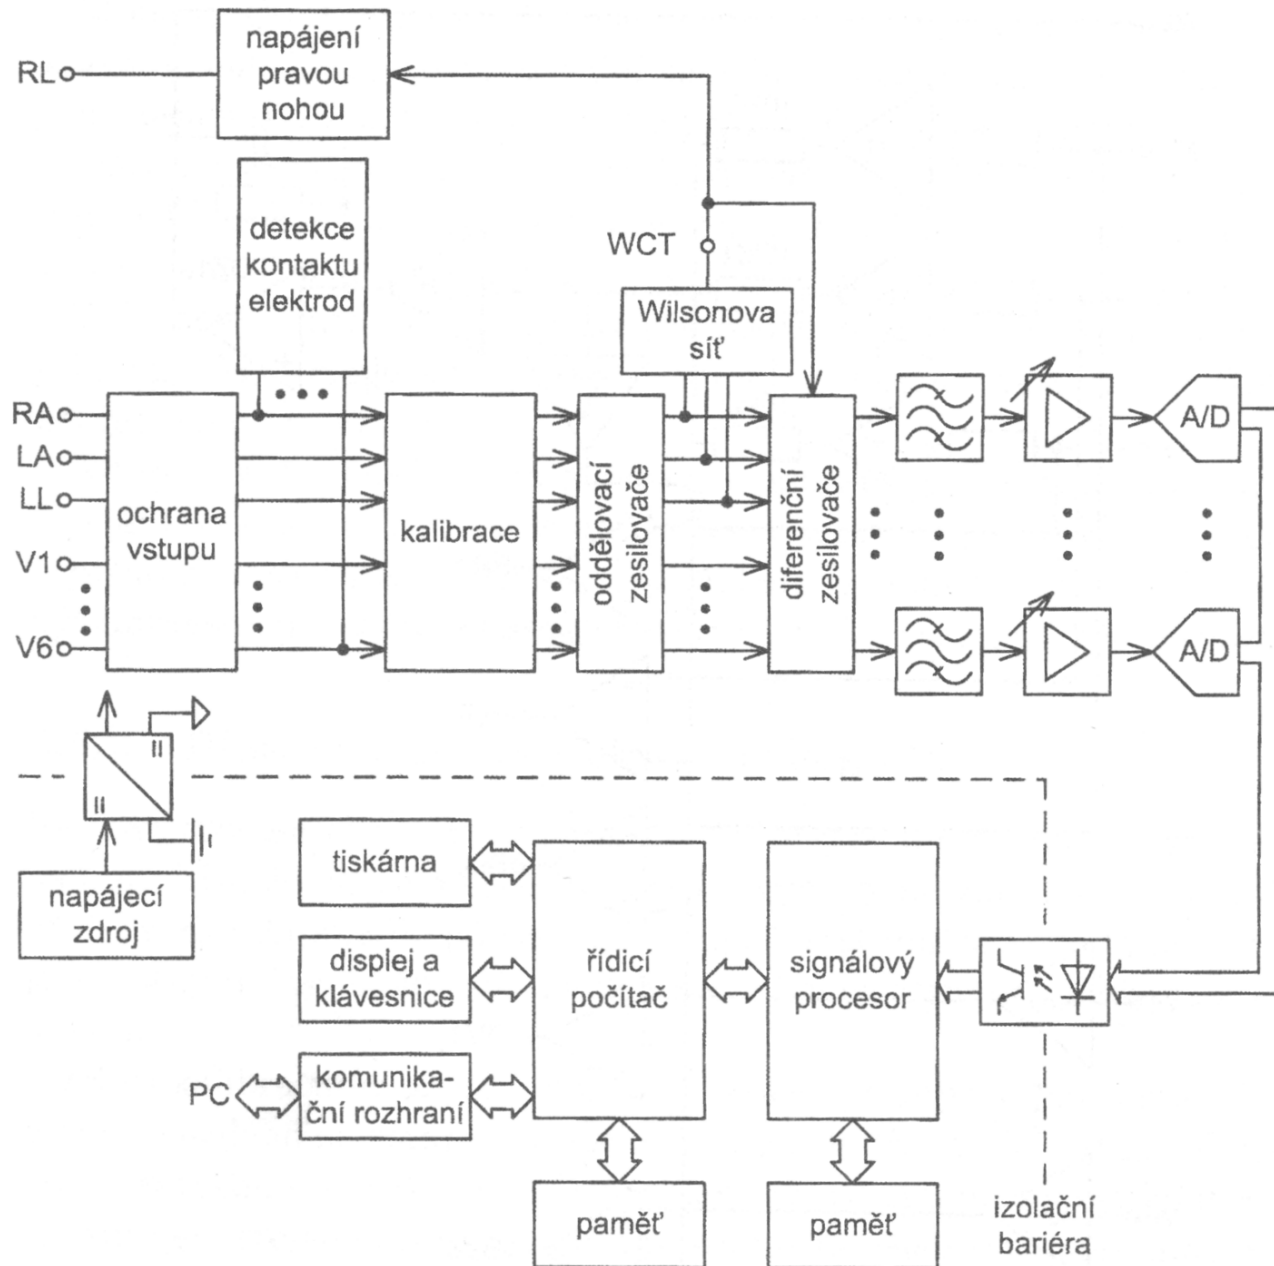 napájení
pravou
nohou
RL
detekce
kontaktu
elektrod
WCT
Wilsonova
síť
RA
LA
LL
V1
V6
ochrana
vstupu
kalibrace
oddělovací
zesilovače
diferenční
zesilovače
A/D
A/D
napájecí
zdroj
tiskárna
displej a
klávesnice
komunika-
ční rozhraní
PC
řídicí
počítač
signálový
procesor
paměť
paměť
izolační
bariéra